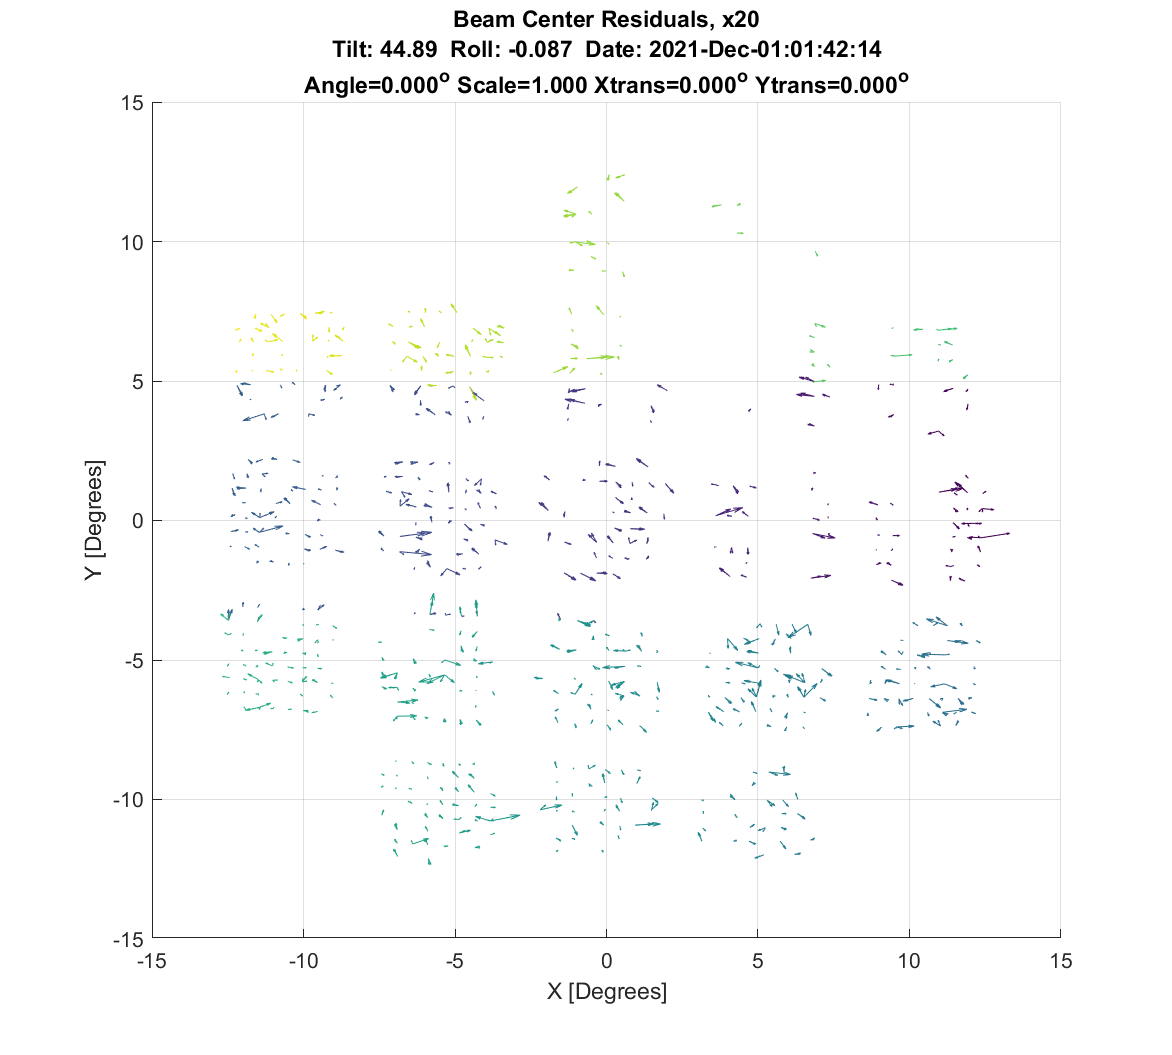 Beam Center Residuals, x20
Tilt: 44.89 Roll: -0.087 Date: 2021-Dec-01:01:42:14
Angle=0.000° Scale=1.000 Xtrans=0.000° Ytrans=0.000°
15
10
5
0
-5
-10
-15
Y [Degrees]
-15 -10 -5 0 5 10 15
X [Degrees]